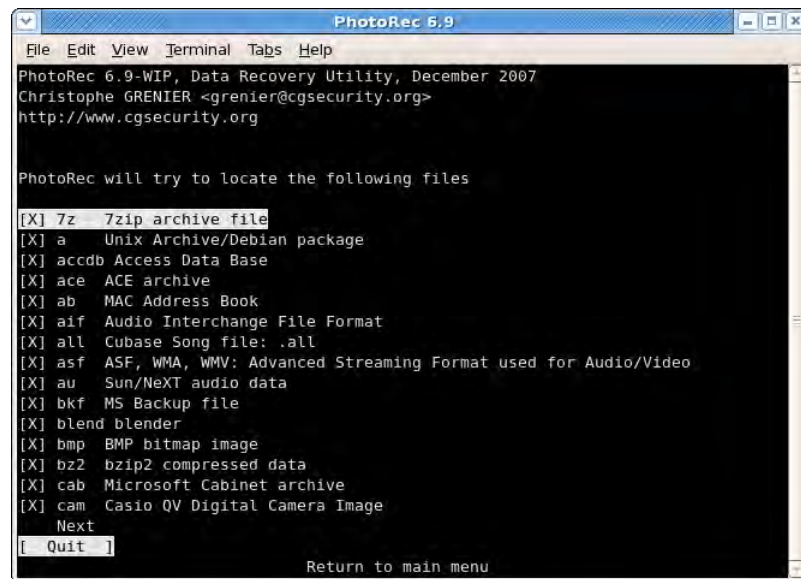 PhotoRec 6.9
File Edit View Terminal Tabs Help
PhotoRec 6.9-WIP, Data Recovery Utility, December 2007
Christophe GRENIER <grenier@cgsecurity.org>
http://www.cgsecurity.org
PhotoRec will try to locate the following files
[X] 7z   7zip archive file
[X] a    Unix Archive/Debian package
[X] accdb Access Data Base
[X] ace  ACE archive
[X] ab   MAC Address Book
[X] aif  Audio Interchange File Format
[X] all  Cubase Song file: .all
[X] asf  ASF, WMA, WMV: Advanced Streaming Format used for Audio/Video
[X] au   Sun/NeXT audio data
[X] bkf  MS Backup file
[X] blend blender
[X] bmp  BMP bitmap image
[X] bz2  bzip2 compressed data
[X] cab  Microsoft Cabinet archive
[X] cam  Casio QV Digital Camera Image
Next
[ Quit ]
Return to main menu